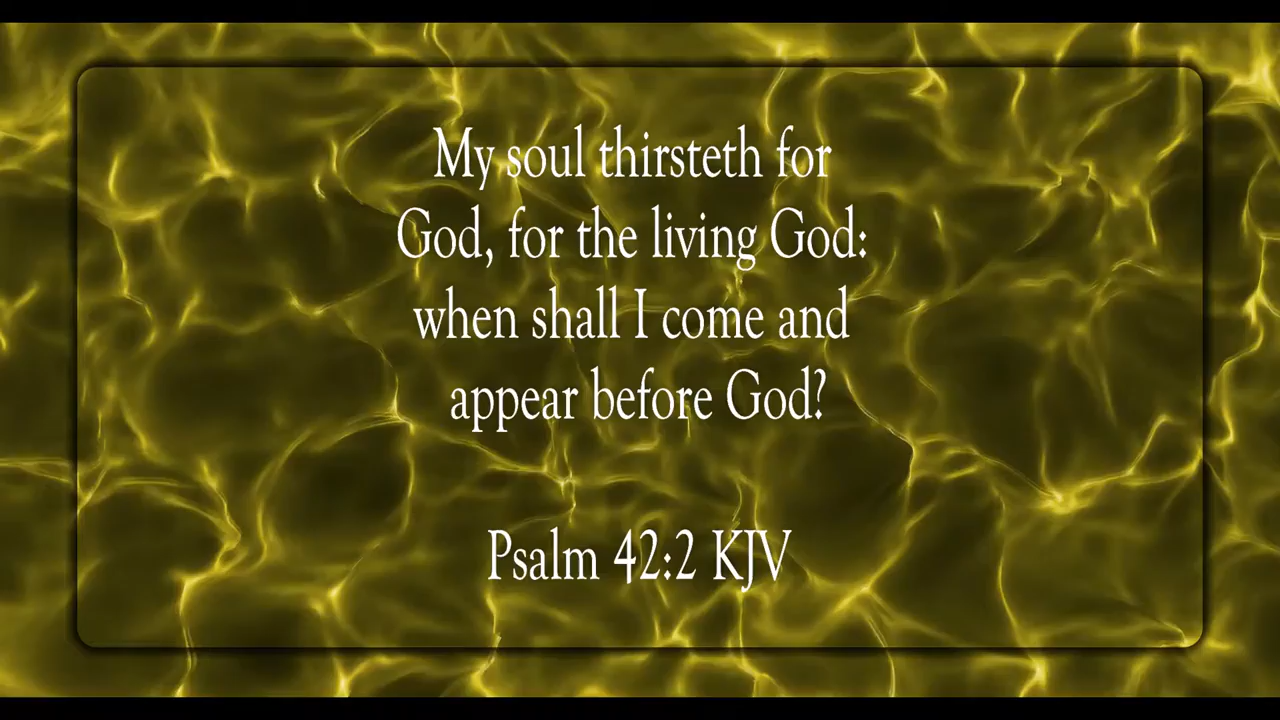 My soul thirsteth for
God, for the living God:
when shall I come and
appear before God?
Psalm 42:2 KJV